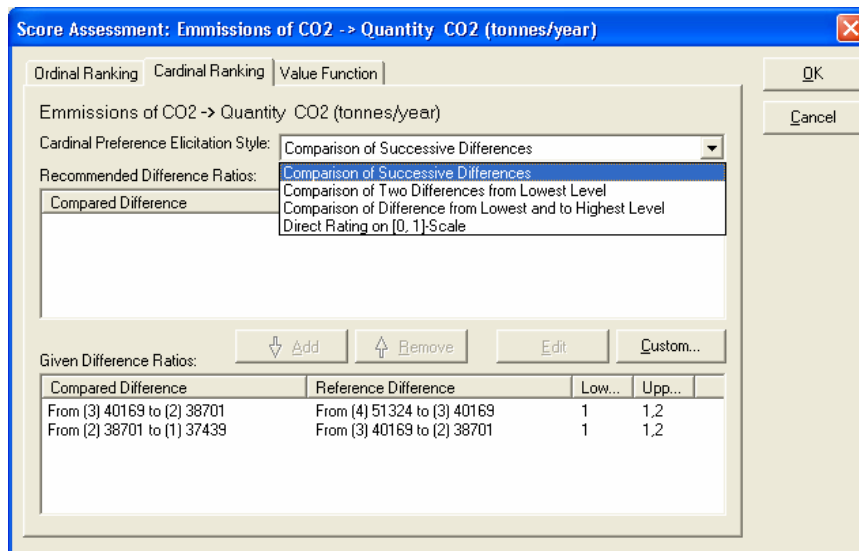 Score Assessment: Emmissions of CO2 -> Quantity CO2 (tonnes/year)
Ordinal Ranking Cardinal Ranking Value Function
OK
Emmissions of CO2 -> Quantity CO2 (tonnes/year)
Cancel
Cardinal Preference Elicitation Style: Comparison of Successive Differences
Recommended Difference Ratios:
Comparison of Successive Differences
Comparison of Two Differences from Lowest Level
Comparison of Difference from Lowest and to Highest Level
Direct Rating on [0, 1]-Scale
Compared Difference
Add Remove Edit Custom...
Given Difference Ratios:
Compared Difference Reference Difference Low... Upp...
From (3) 40169 to (2) 38701 From (4) 51324 to (3) 40169 1 1,2
From (2) 38701 to (1) 37439 From (3) 40169 to (2) 38701 1 1,2